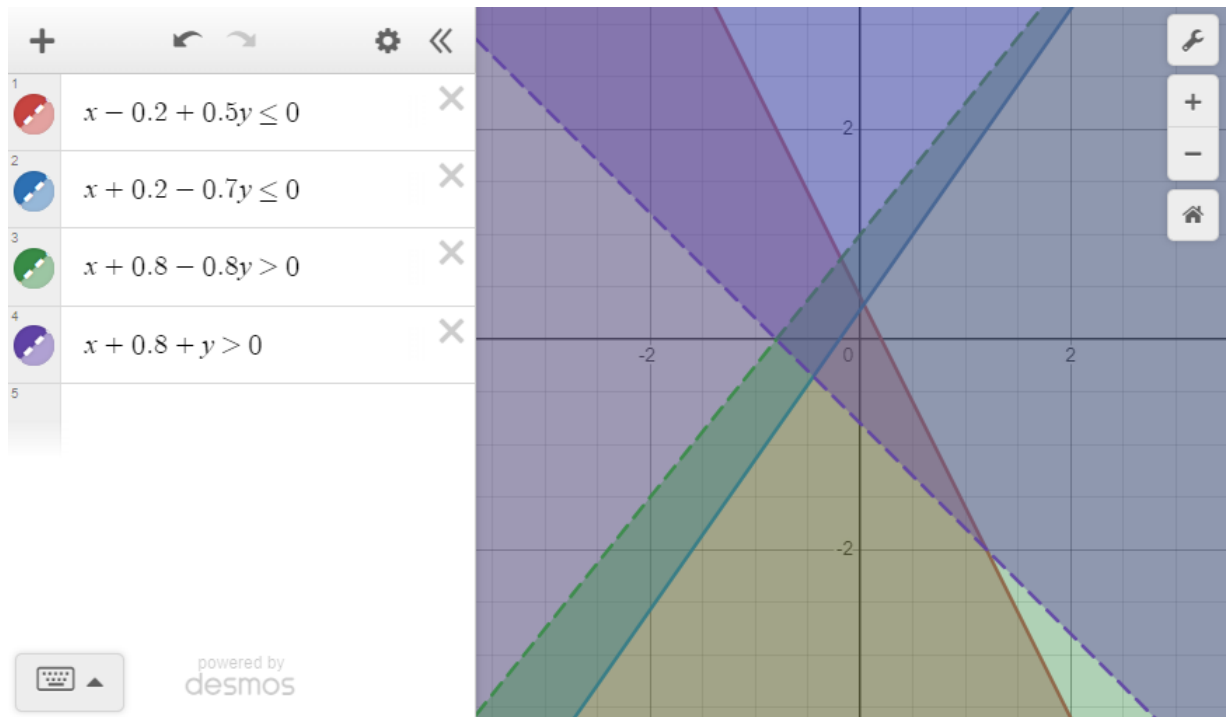 1
x − 0.2 + 0.5y ≤ 0
2
x + 0.2 − 0.7y ≤ 0
3
x + 0.8 − 0.8y > 0
4
x + 0.8 + y > 0
5
powered by
desmos
2
-2
0
2
-2